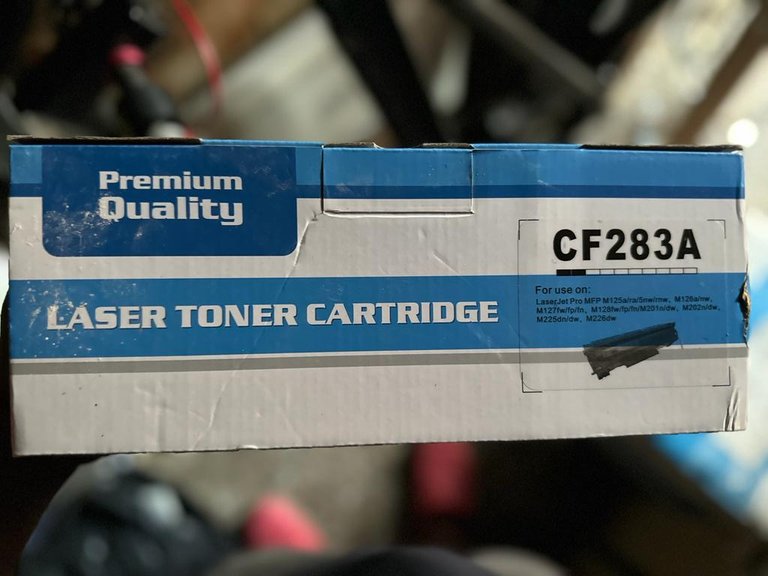 Premium
Quality
CF283A
LASER TONER CARTRIDGE
For use on:
LaserJet Pro MFP M125a/ra/5nw/rnw, M126a/nw,
M127fw/fp/fn, M128fw/fp/fn/M201n/dw, M202n/dw,
M225dn/dw, M226dw